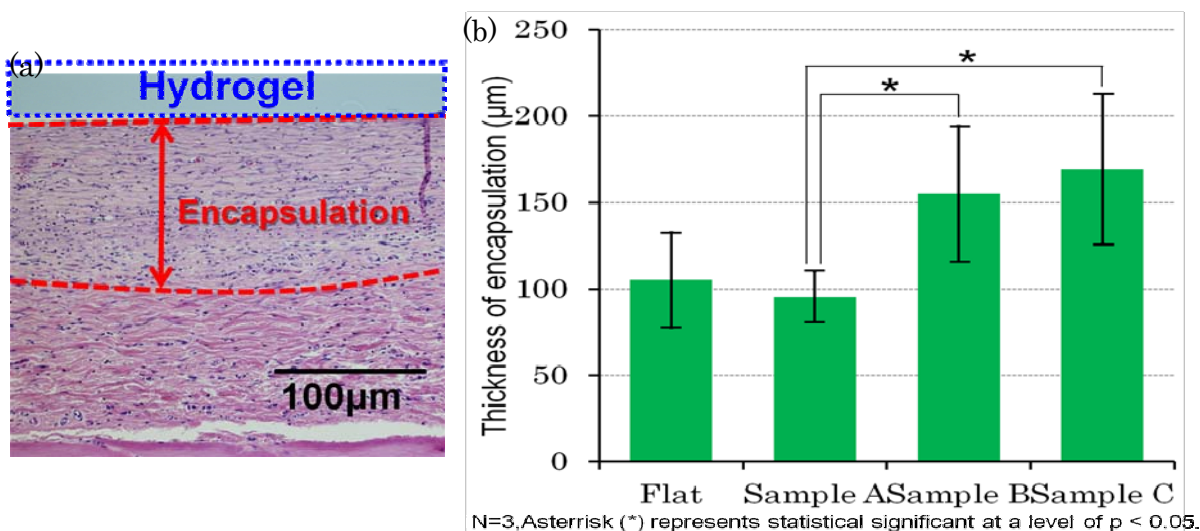 (a)
Hydrogel
Encapsulation
100μm
(b)
Thickness of encapsulation (μm)
250
200
150
100
50
0
*
*
Flat Sample A Sample B Sample C
N=3,Asterrisk (*) represents statistical significant at a level of p < 0.05.